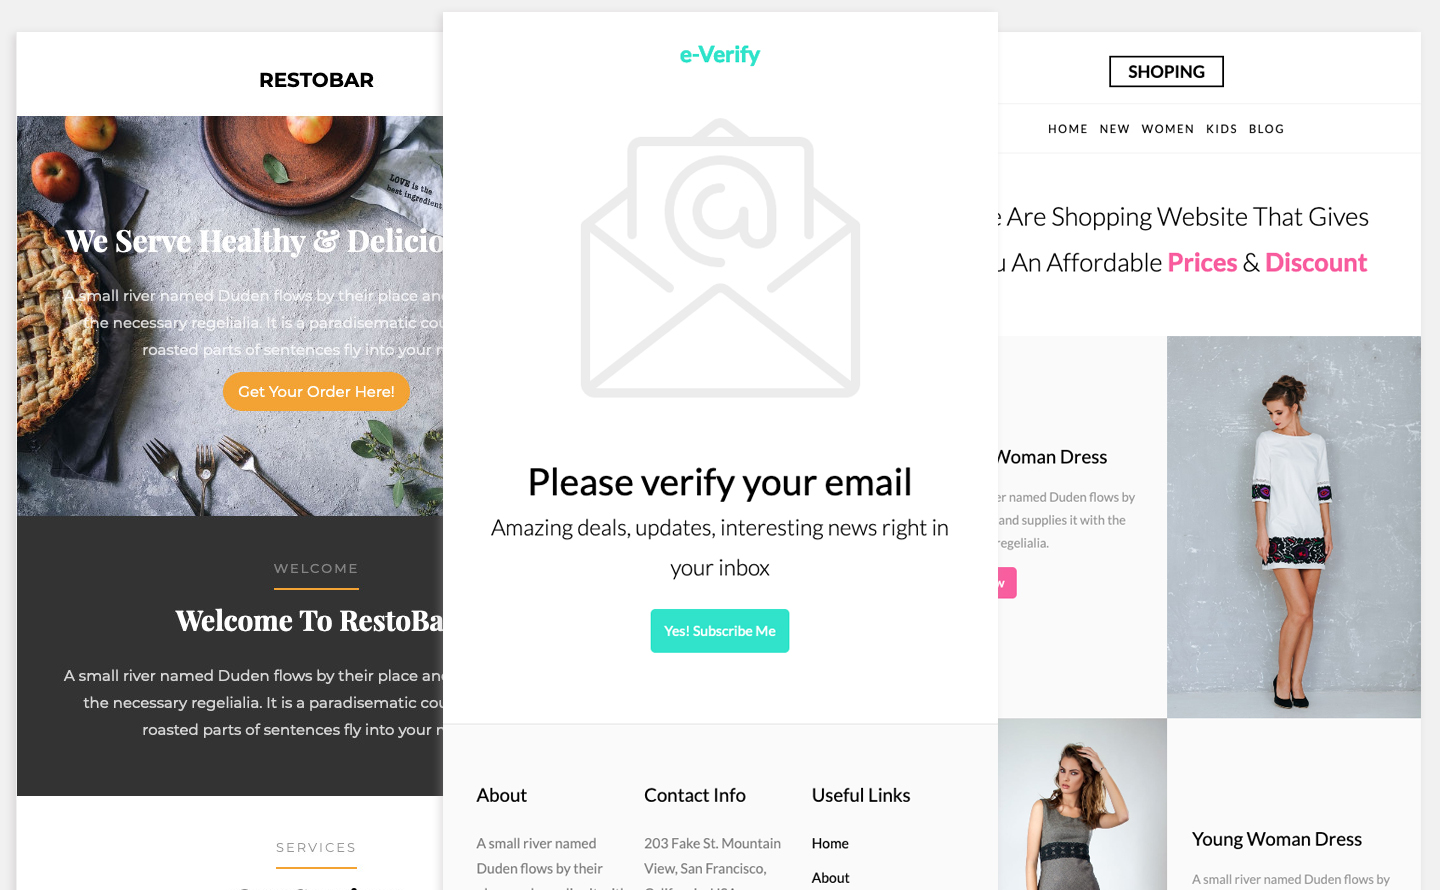 RESTOBAR
LOVE is the
best ingredient
We Serve Healthy & Delicio
A small river named Duden flows by their place and
the necessary regelialia. It is a paradisematic cou
roasted parts of sentences fly into your
Get Your Order Here!
WELCOME
Welcome To RestoBa
A small river named Duden flows by their place and
the necessary regelialia. It is a paradisematic cou
roasted parts of sentences fly into your
SERVICES
e-Verify
Please verify your email
Amazing deals, updates, interesting news right in
your inbox
Yes! Subscribe Me
About
A small river named
Duden flows by their
Contact Info
203 Fake St. Mountain
View, San Francisco,
Useful Links
Home
About
SHOPING
HOME NEW WOMEN KIDS BLOG
e Are Shopping Website That Gives
u An Affordable Prices & Discount
Woman Dress
er named Duden flows by
and supplies it with the
regelialia.
w
Young Woman Dress
A small river named Duden flows by